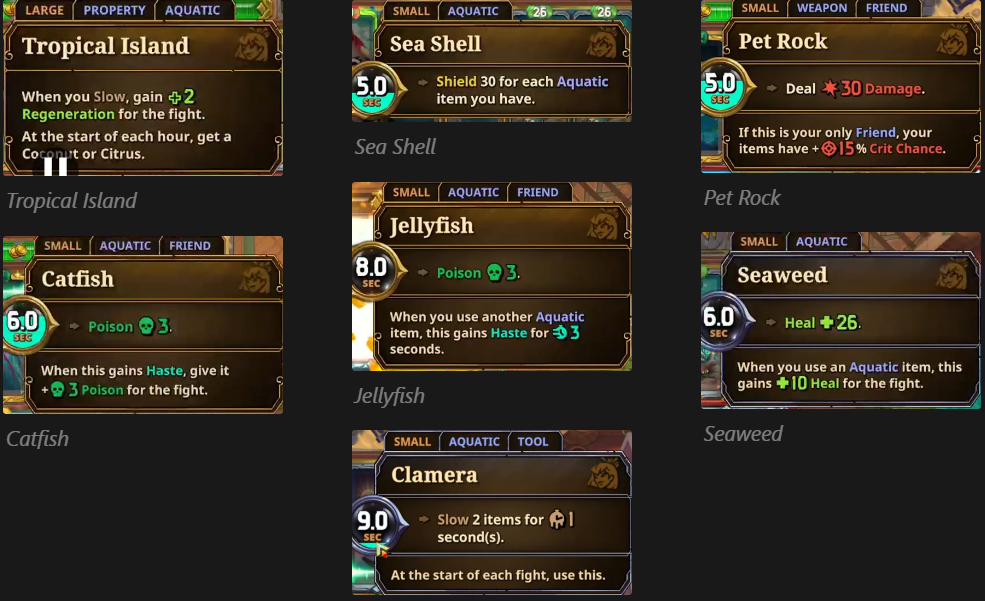 LARGE PROPERTY AQUATIC
Tropical Island
When you Slow, gain +2
Regeneration for the fight.
At the start of each hour, get a
Coconut or Citrus.
Tropical Island
SMALL AQUATIC FRIEND
Catfish
6.0
SEC
Poison 3.
When this gains Haste, give it
+ 3 Poison for the fight.
Catfish
SMALL AQUATIC 26 26
Sea Shell
5.0
SEC
Shield 30 for each Aquatic
item you have.
Sea Shell
SMALL AQUATIC FRIEND
Jellyfish
8.0
SEC
Poison 3.
When you use another Aquatic
item, this gains Haste for 3
seconds.
Jellyfish
SMALL AQUATIC TOOL
Clamera
9.0
SEC
Slow 2 items for 1
second(s).
At the start of each fight, use this.
SMALL WEAPON FRIEND
Pet Rock
5.0
SEC
Deal 30 Damage.
If this is your only Friend, your
items have + 15% Crit Chance.
Pet Rock
SMALL AQUATIC
Seaweed
6.0
SEC
Heal +26.
When you use an Aquatic item, this
gains +10 Heal for the fight.
Seaweed